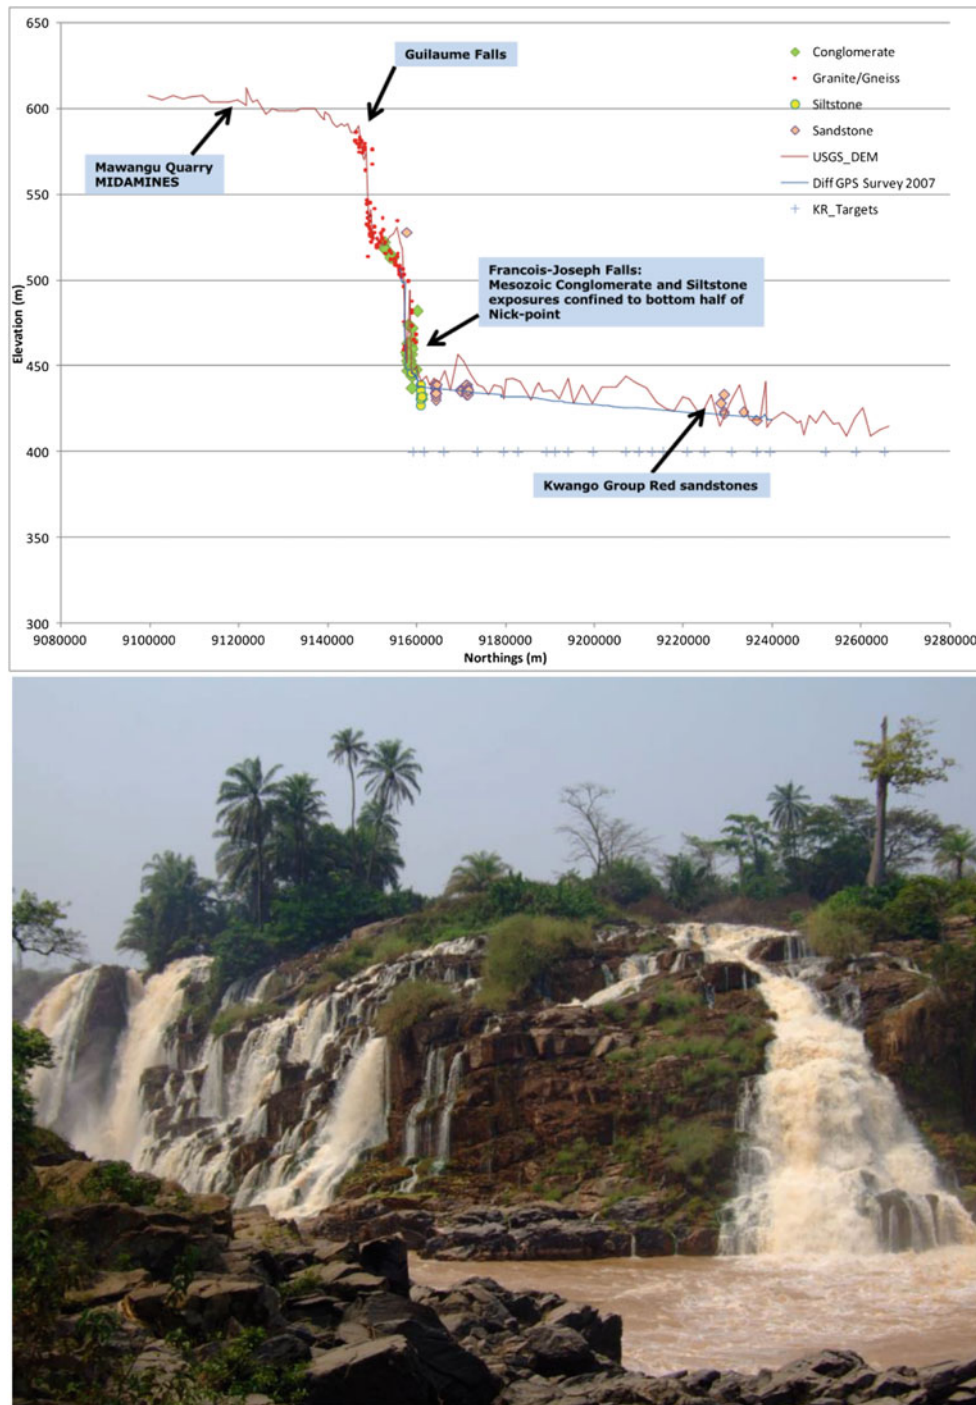 650
600
550
500
450
400
350
300
Elevation (m)
9080000 9100000 9120000 9140000 9160000 9180000 9200000 9220000 9240000 9260000 9280000
Northings (m)
Guilaume Falls
Mawangu Quarry
MIDAMINES
Francois-Joseph Falls:
Mesozoic Conglomerate and Siltstone
exposures confined to bottom half of
Nick-point
Kwango Group Red sandstones
Conglomerate
Granite/Gneiss
Siltstone
Sandstone
USGS_DEM
Diff GPS Survey 2007
KR_Targets